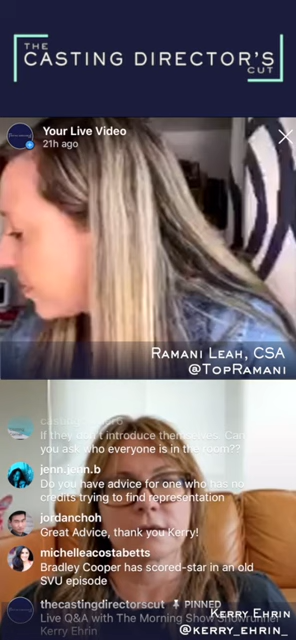 THE
CASTING DIRECTOR'S
CUT
Your Live Video
21h ago
RAMANI LEAH, CSA
@TOPRAMANI
If they don't introduce themselves. Can
you ask who everyone is in the room??
jenn.jenn.b
Do you have advice for one who has no
credits trying to find representation
jordanchoh
Great Advice, thank you Kerry!
michelleacostabetts
Bradley Cooper has scored-star in an old
SVU episode
thecastingdirectorscut PINNED
Live Q&A with The Morning Show Showrunner
Kerry Ehrin
KERRY EHRIN
@KERRY_EHRIN_